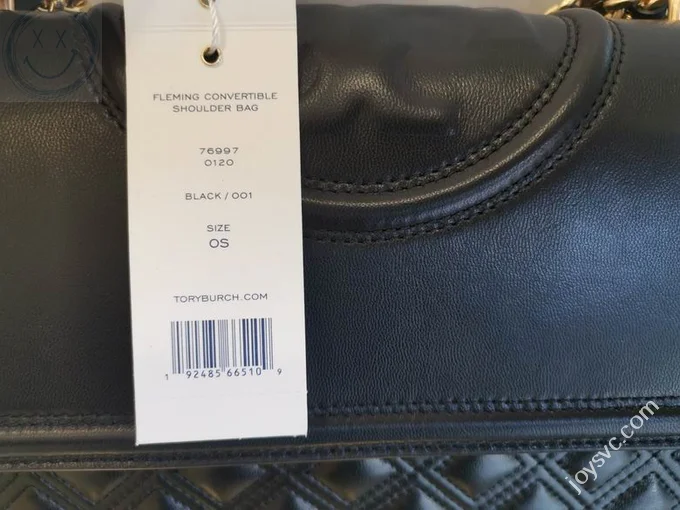 FLEMING CONVERTIBLE
SHOULDER BAG
76997
0120
BLACK / 001
SIZE
OS
TORYBURCH.COM
1 92485 66510 9
joysvc.com